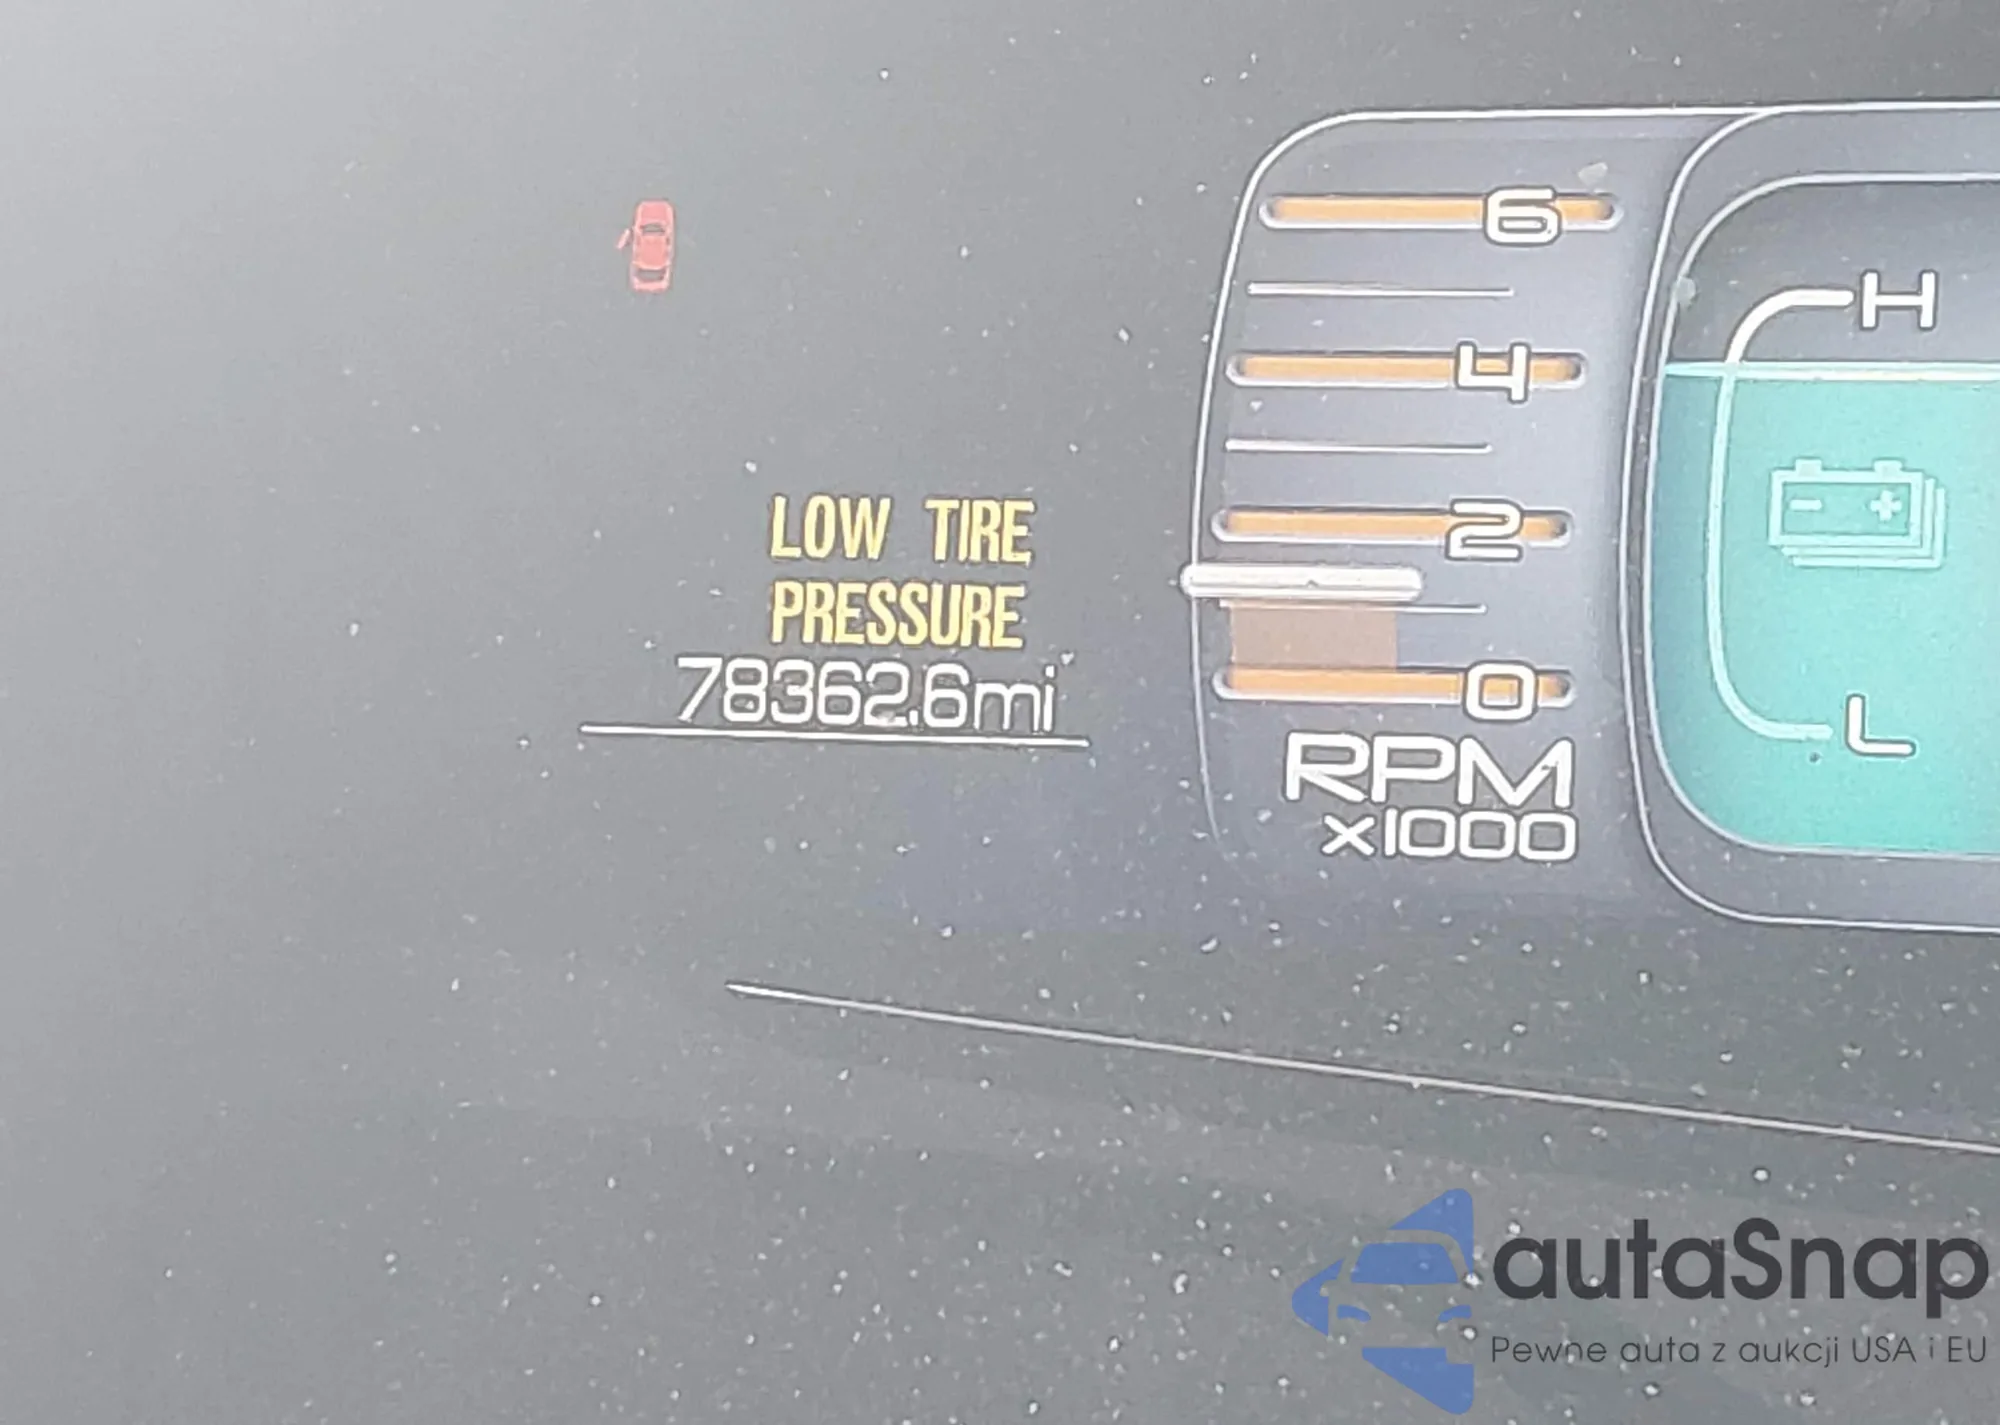 LOW TIRE
PRESSURE
78362.6mi
6
4
2
0
RPM
x1000
H
L
autaSnap
Pewne auta z aukcji USA i EU